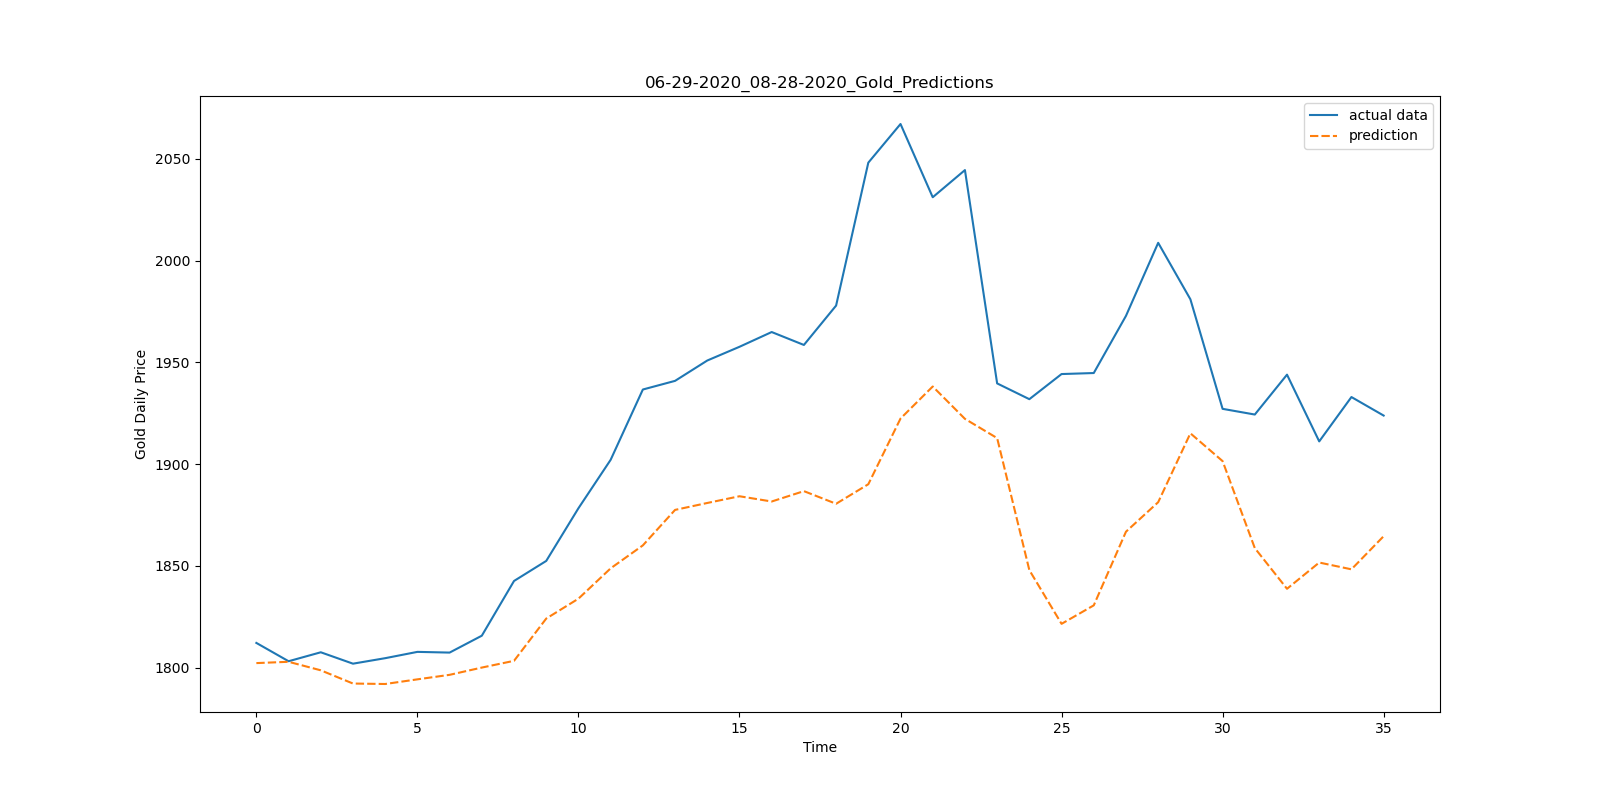 06-29-2020_08-28-2020_Gold_Predictions
actual data
prediction
2050
2000
1950
1900
1850
1800
Gold Daily Price
0 5 10 15 20 25 30 35
Time